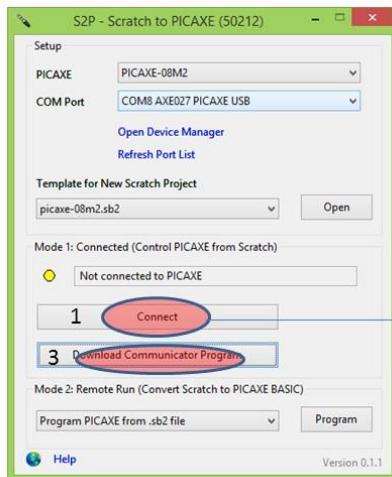 S2P - Scratch to PICAXE (50212)
Setup
PICAXE PICAXE-08M2
COM Port COM8 AXE027 PICAXE USB
Open Device Manager
Refresh Port List
Template for New Scratch Project
picaxe-08m2.sb2 Open
Mode 1: Connected (Control PICAXE from Scratch)
Not connected to PICAXE
1 Connect
3 Download Communicator Program
Mode 2: Remote Run (Convert Scratch to PICAXE BASIC)
Program PICAXE from .sb2 file Program
Help Version 0.1.1